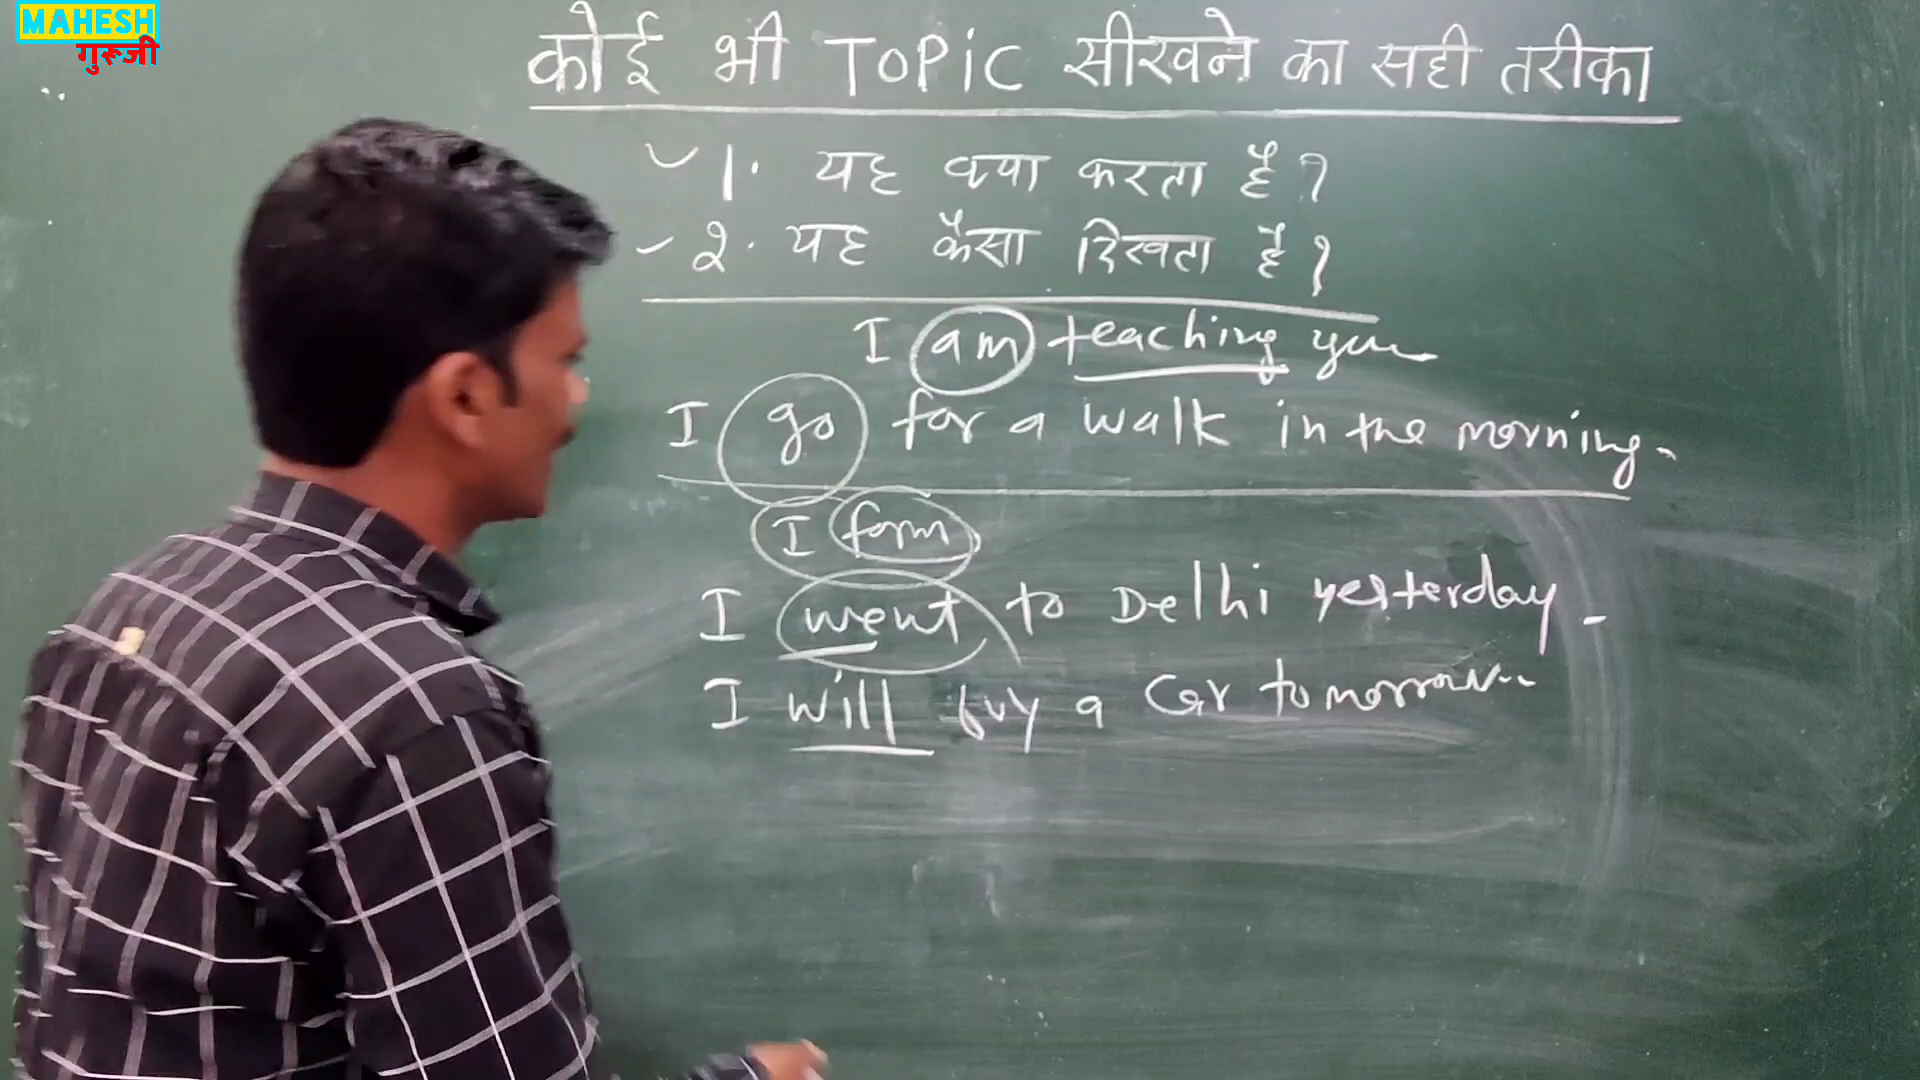 MAHESH
गुरूजी
कोई भी TOPIC सीखने का सही तरीका
1. यह क्या करता है?
2. यह कैसा दिखता है?
I am teaching you
I go for a walk in the morning.
I form
I went to Delhi yesterday.
I will buy a Car tomorrow..